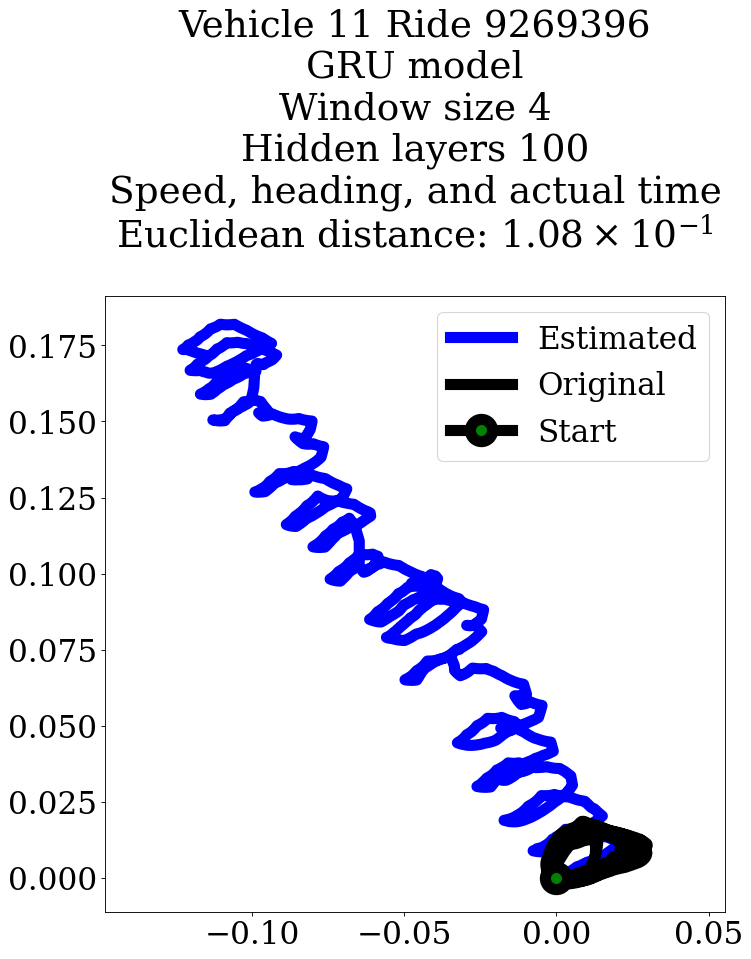 Vehicle 11 Ride 9269396
GRU model
Window size 4
Hidden layers 100
Speed, heading, and actual time
Euclidean distance: 1.08 × 10⁻¹
Estimated
Original
Start
0.175
0.150
0.125
0.100
0.075
0.050
0.025
0.000
−0.10 −0.05 0.00 0.05